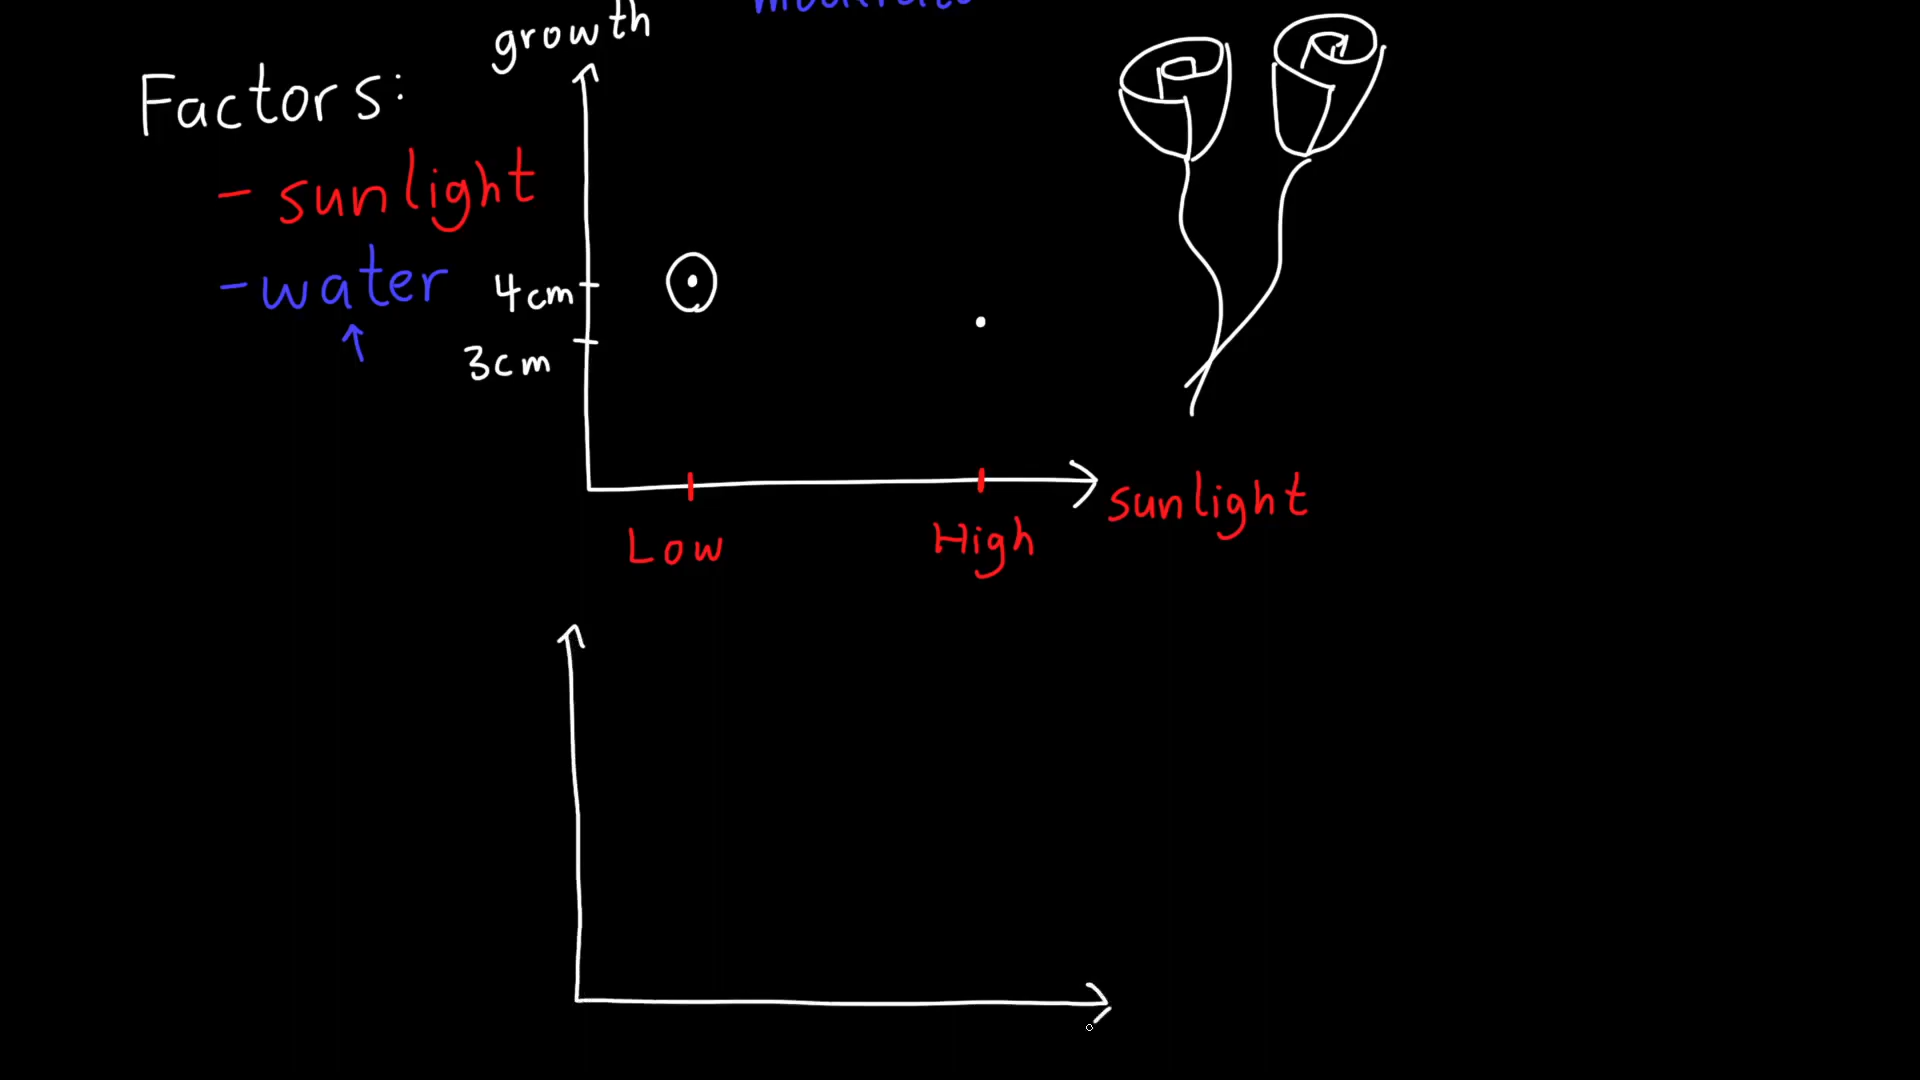 growth
Factors:
- sunlight
- water
4cm
3cm
sunlight
Low
High